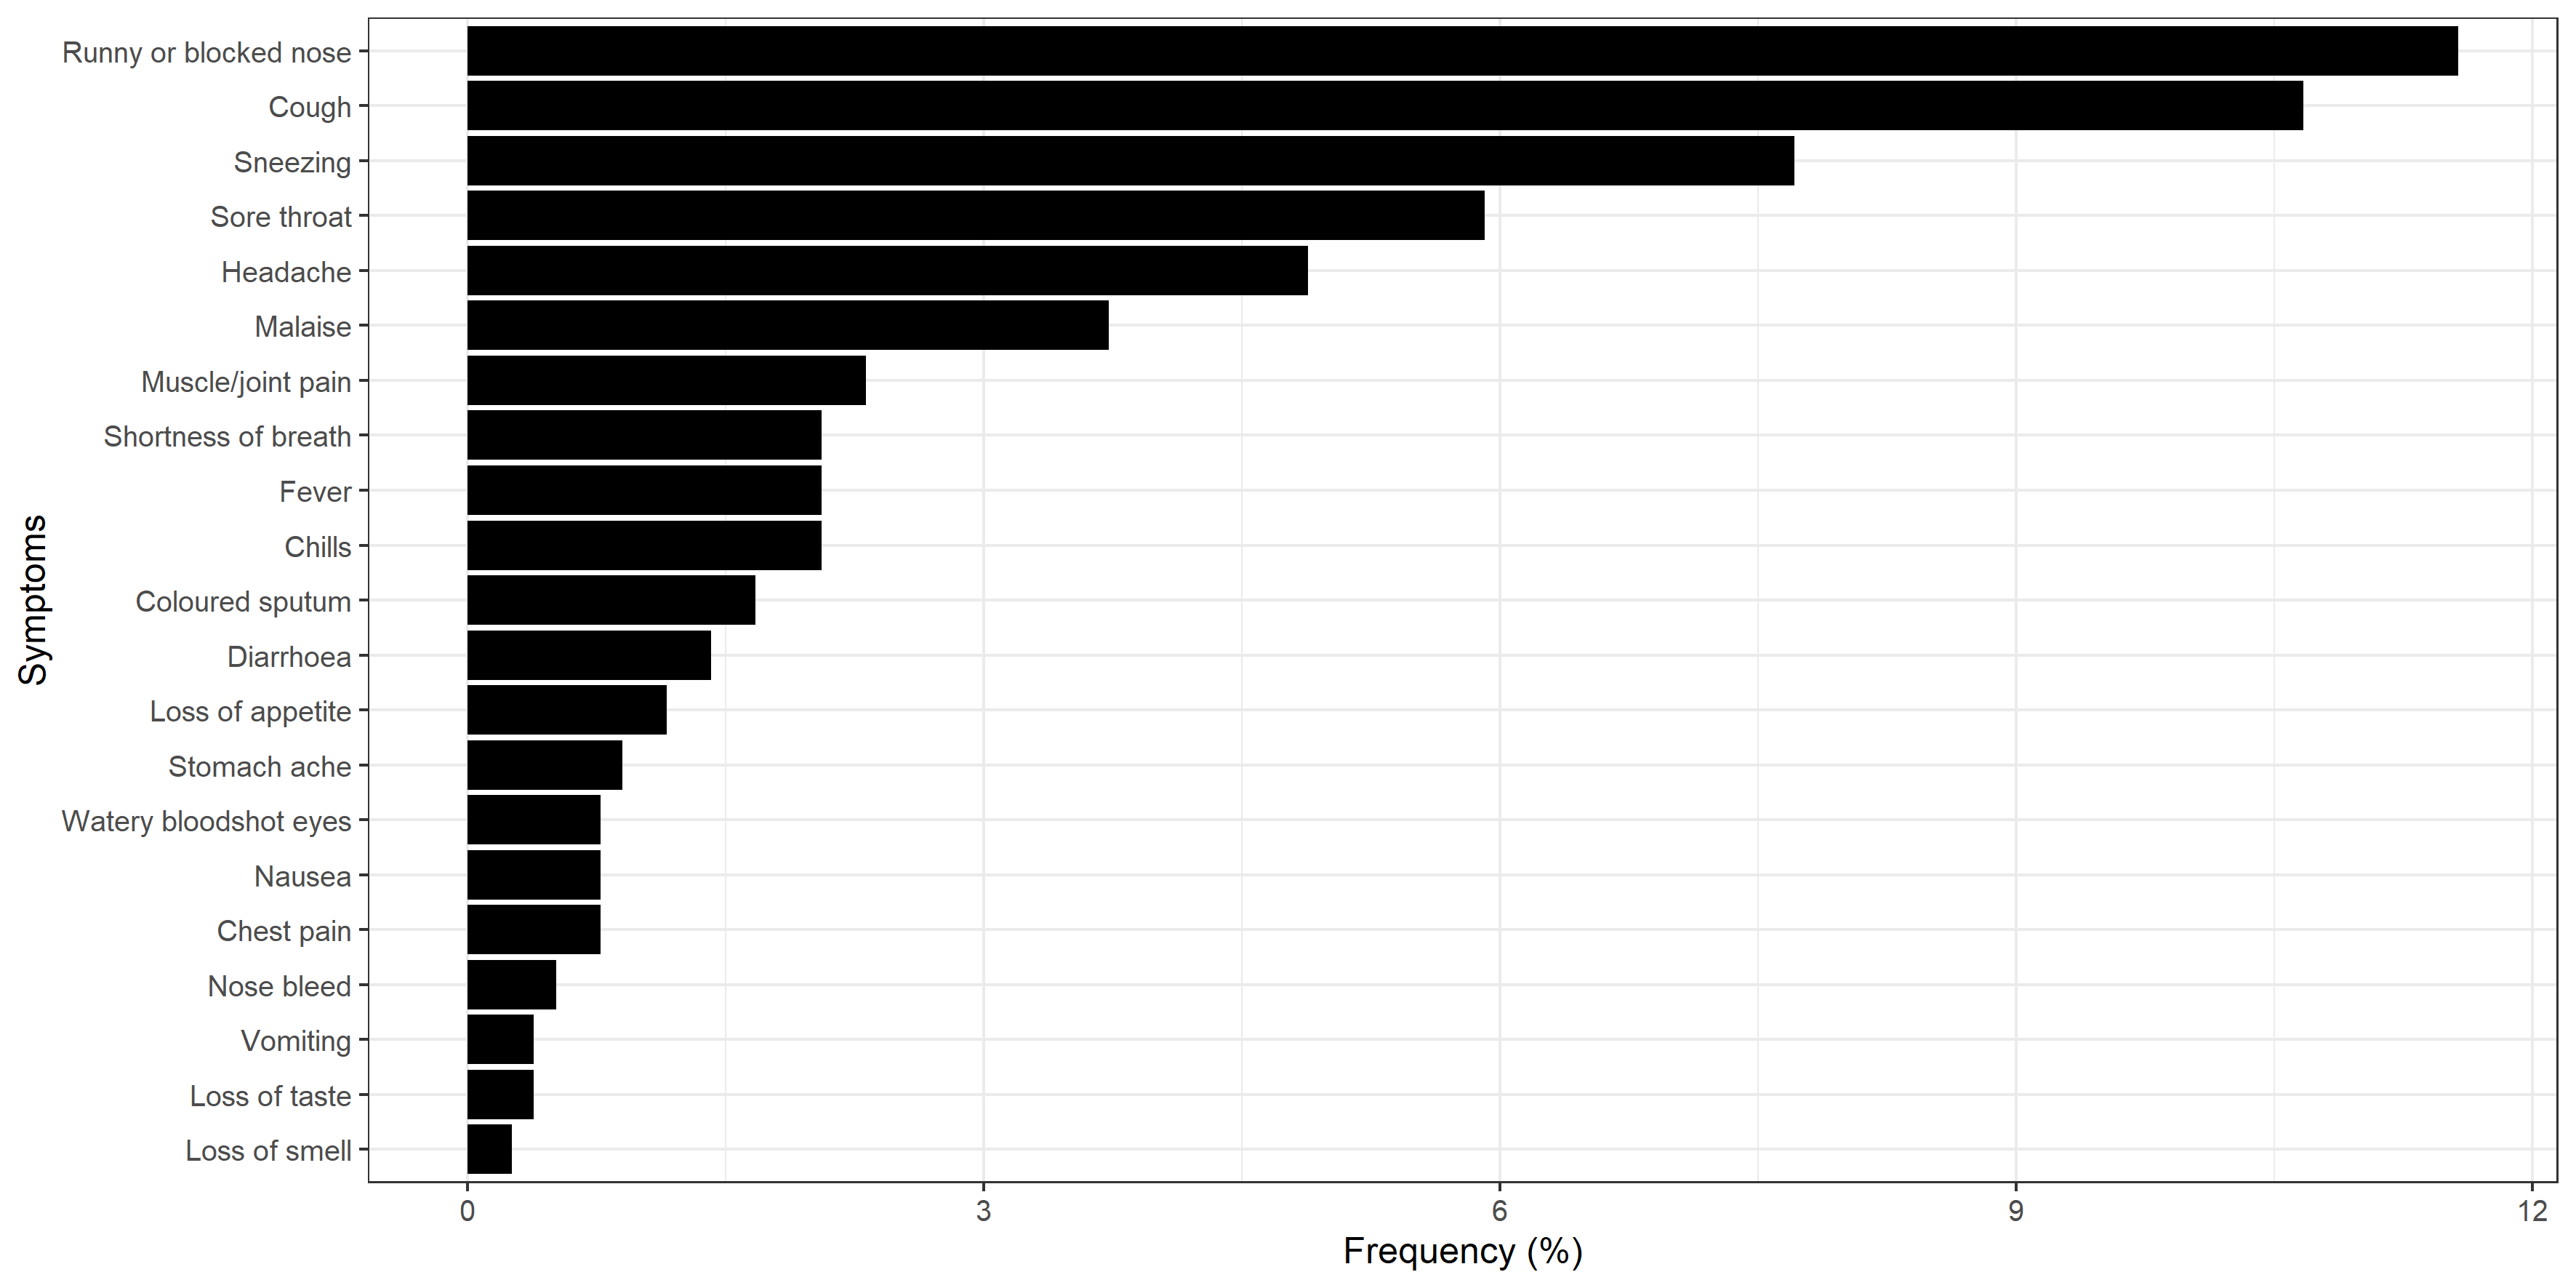 Runny or blocked nose
Cough
Sneezing
Sore throat
Headache
Malaise
Muscle/joint pain
Shortness of breath
Fever
Chills
Coloured sputum
Diarrhoea
Loss of appetite
Stomach ache
Watery bloodshot eyes
Nausea
Chest pain
Nose bleed
Vomiting
Loss of taste
Loss of smell
Symptoms
0 3 6 9 12
Frequency (%)